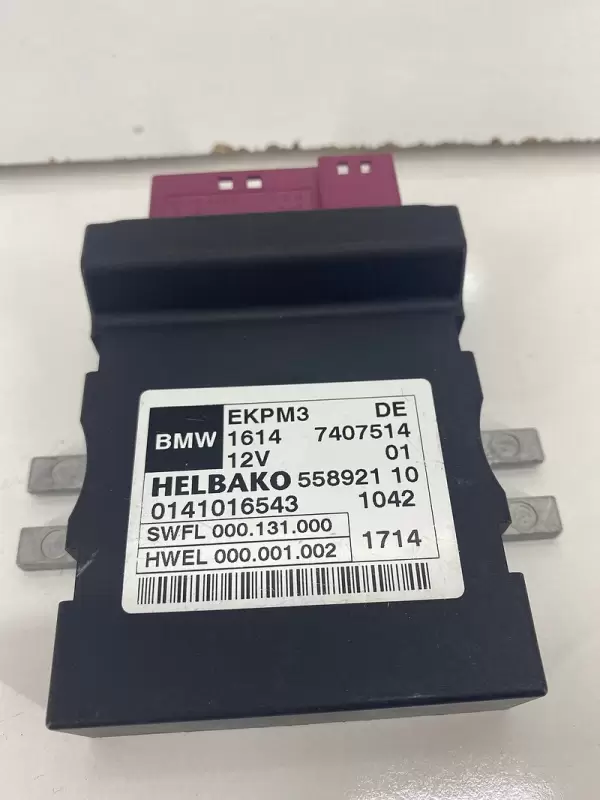 BMW EKPM3 DE
1614 7407514
12V 01
HELBAKO 558921 10
0141016543 1042
SWFL 000.131.000
HWEL 000.001.002 1714